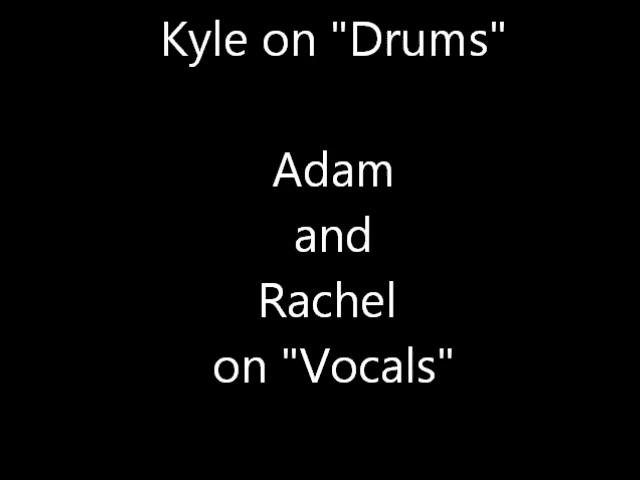 Kyle on "Drums"
Adam
and
Rachel
on "Vocals"